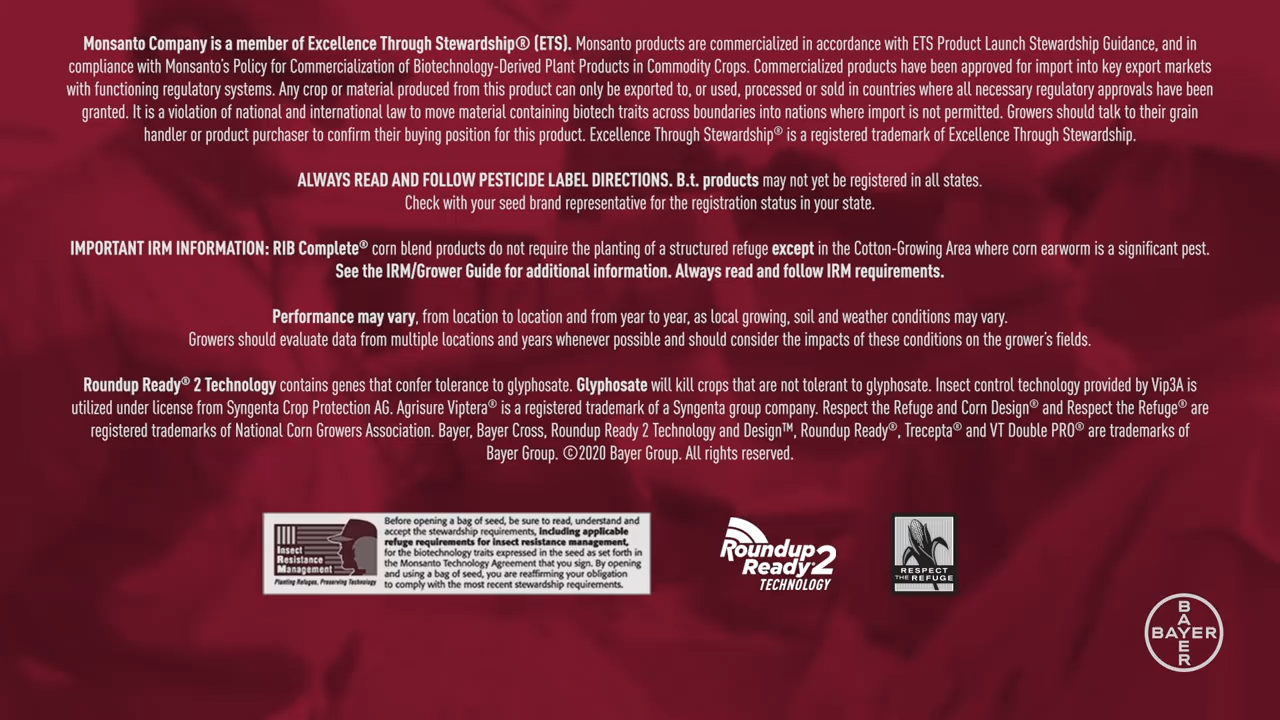 Monsanto Company is a member of Excellence Through Stewardship® (ETS). Monsanto products are commercialized in accordance with ETS Product Launch Stewardship Guidance, and in
compliance with Monsanto's Policy for Commercialization of Biotechnology-Derived Plant Products in Commodity Crops. Commercialized products have been approved for import into key export markets
with functioning regulatory systems. Any crop or material produced from this product can only be exported to, or used, processed or sold in countries where all necessary regulatory approvals have been
granted. It is a violation of national and international law to move material containing biotech traits across boundaries into nations where import is not permitted. Growers should talk to their grain
handler or product purchaser to confirm their buying position for this product. Excellence Through Stewardship® is a registered trademark of Excellence Through Stewardship.
ALWAYS READ AND FOLLOW PESTICIDE LABEL DIRECTIONS. B.t. products may not yet be registered in all states.
Check with your seed brand representative for the registration status in your state.
IMPORTANT IRM INFORMATION: RIB Complete® corn blend products do not require the planting of a structured refuge except in the Cotton-Growing Area where corn earworm is a significant pest.
See the IRM/Grower Guide for additional information. Always read and follow IRM requirements.
Performance may vary, from location to location and from year to year, as local growing, soil and weather conditions may vary.
Growers should evaluate data from multiple locations and years whenever possible and should consider the impacts of these conditions on the grower's fields.
Roundup Ready® 2 Technology contains genes that confer tolerance to glyphosate. Glyphosate will kill crops that are not tolerant to glyphosate. Insect control technology provided by Vip3A is
utilized under license from Syngenta Crop Protection AG. Agrisure Viptera® is a registered trademark of a Syngenta group company. Respect the Refuge and Corn Design® and Respect the Refuge® are
registered trademarks of National Corn Growers Association. Bayer, Bayer Cross, Roundup Ready 2 Technology and Design™, Roundup Ready®, Trecepta® and VT Double PRO® are trademarks of
Bayer Group. ©2020 Bayer Group. All rights reserved.
Insect
Resistance
Management
Planting Refuges, Preserving Technology
Before opening a bag of seed, be sure to read, understand and
accept the stewardship requirements, including applicable
refuge requirements for insect resistance management,
for the biotechnology traits expressed in the seed as set forth in
the Monsanto Technology Agreement that you sign. By opening
and using a bag of seed, you are reaffirming your obligation
to comply with the most recent stewardship requirements.
Roundup
Ready 2
TECHNOLOGY
RESPECT
THE REFUGE
BAYER
BAYER